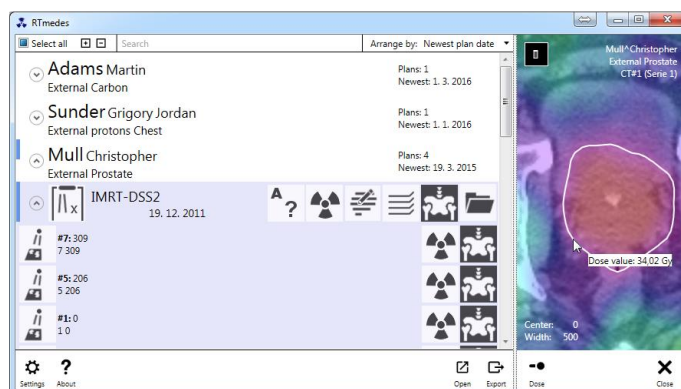 RTmedes
Select all
Search
Arrange by: Newest plan date
Adams Martin
External Carbon
Plans: 1
Newest: 1. 3. 2016
Sunder Grigory Jordan
External protons Chest
Plans: 1
Newest: 1. 1. 2016
Mull Christopher
External Prostate
Plans: 4
Newest: 19. 3. 2015
IMRT-DSS2
19. 12. 2011
A
?
x
#7: 309
7 309
#5: 206
5 206
#1: 0
1 0
Settings
?
About
Open
Export
Mull^Christopher
External Prostate
CT#1 (Serie 1)
Dose value: 34,02 Gy
Center: 0
Width: 500
Dose
Close